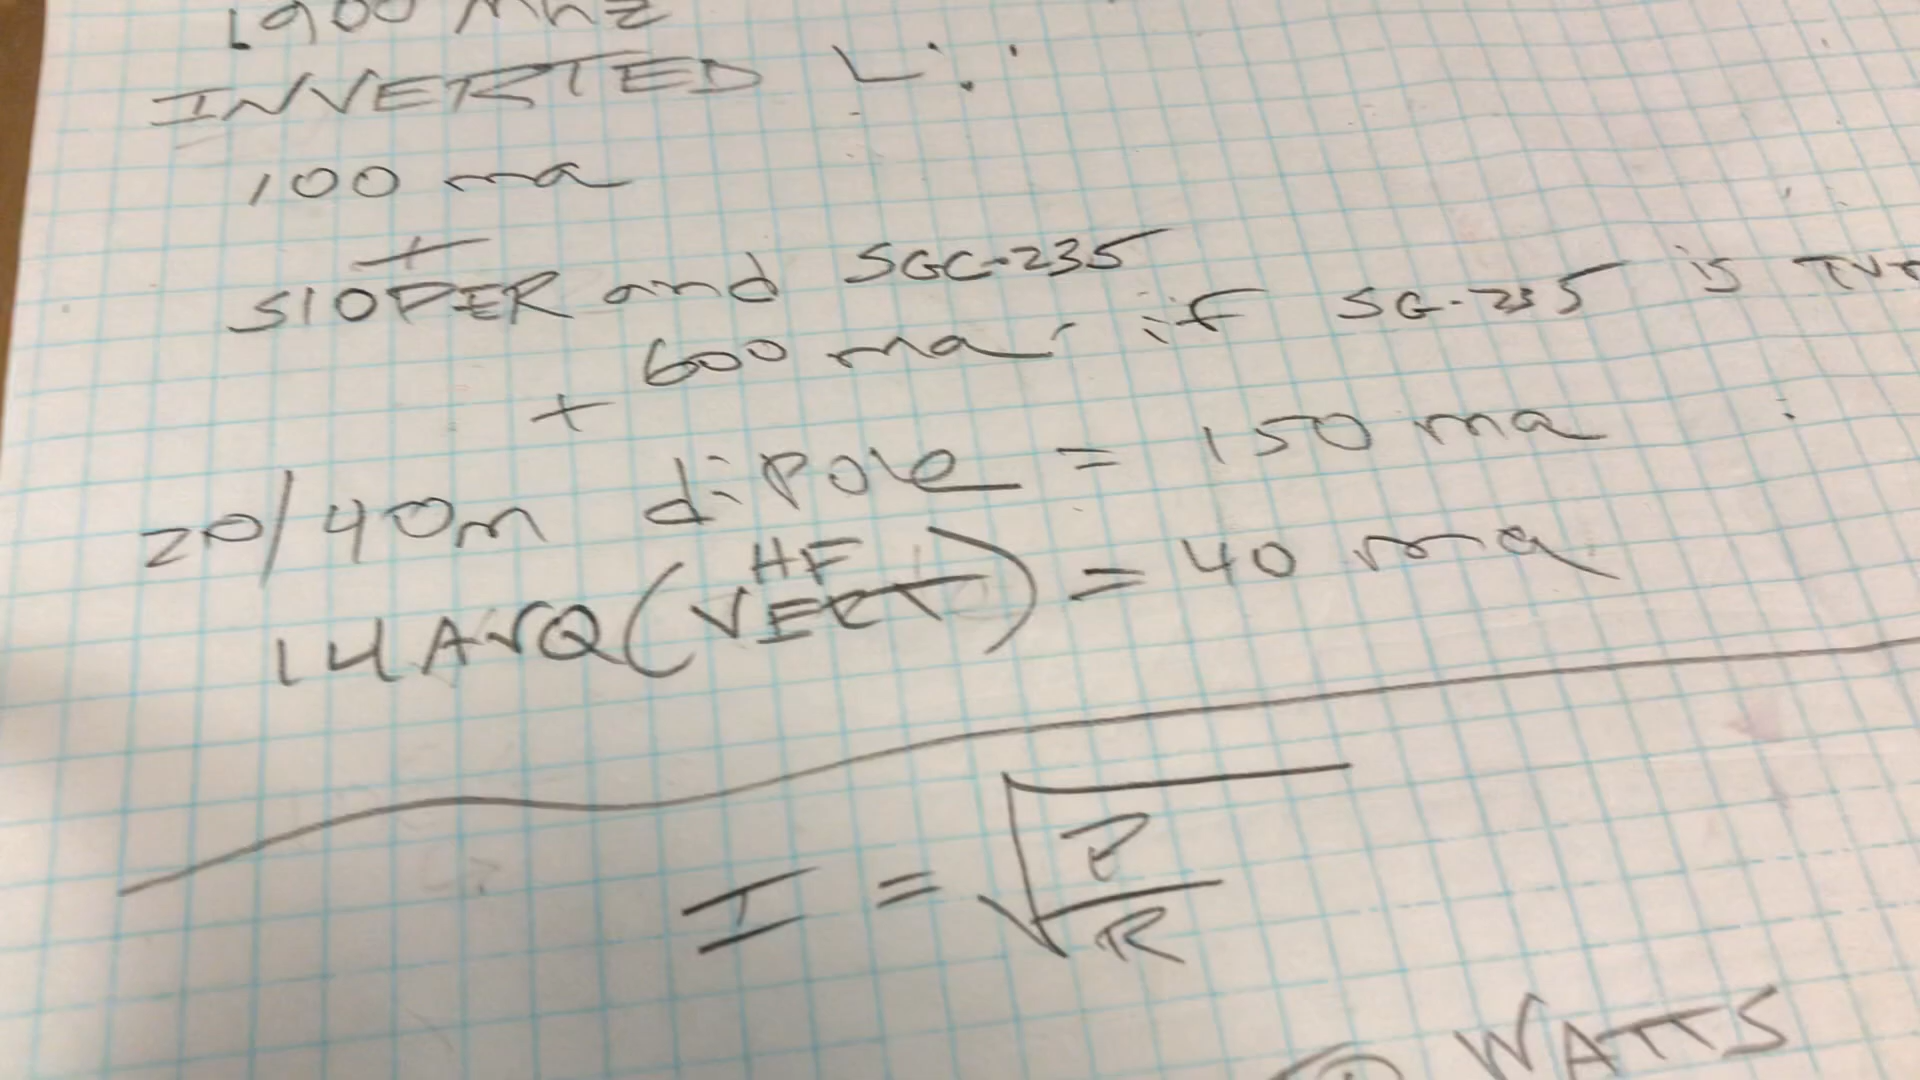 1900 MHz
INVERTED L:
100 ma
+
SlOPER and SGC-235
600 ma if SG-235 is
+
20/40m dipole = 150 ma
14AVQ (HF VERT) = 40 ma
I = √P/R
WATTS